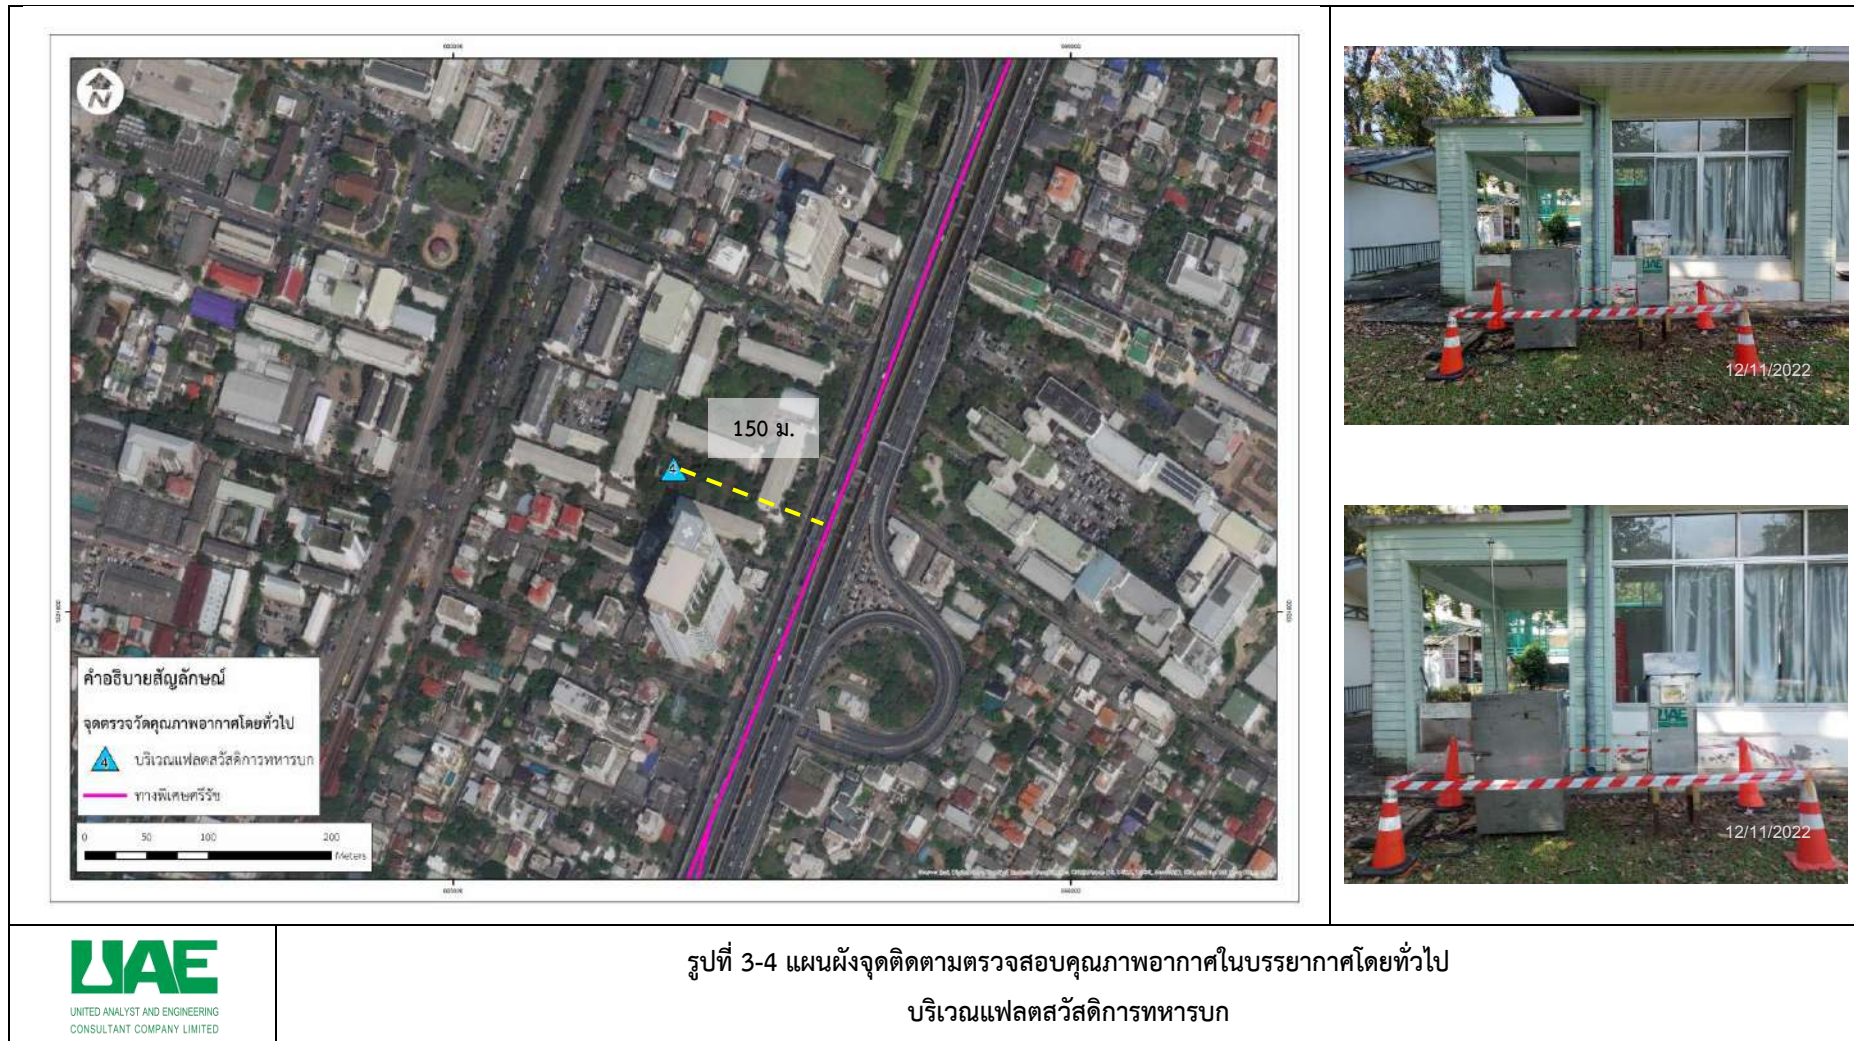 N
150 ม.
4
คำอธิบายสัญลักษณ์
จุดตรวจวัดคุณภาพอากาศโดยทั่วไป
4 บริเวณแฟลตสวัสดิการทหารบก
ทางพิเศษศรีรัช
0 50 100 200
Meters
UAE
12/11/2022
UAE
12/11/2022
UAE
UNITED ANALYST AND ENGINEERING
CONSULTANT COMPANY LIMITED
รูปที่ 3-4 แผนผังจุดติดตามตรวจสอบคุณภาพอากาศในบรรยากาศโดยทั่วไป
บริเวณแฟลตสวัสดิการทหารบก